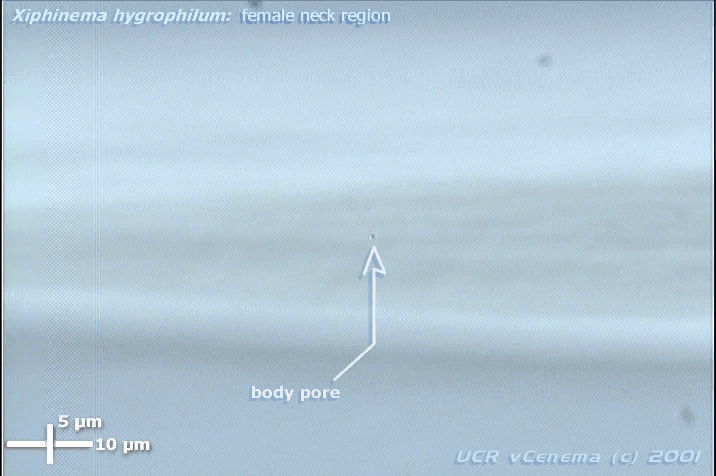 Xiphinema hygrophilum: female neck region
body pore
5 µm
10 µm
UCR vCenema (c) 2001